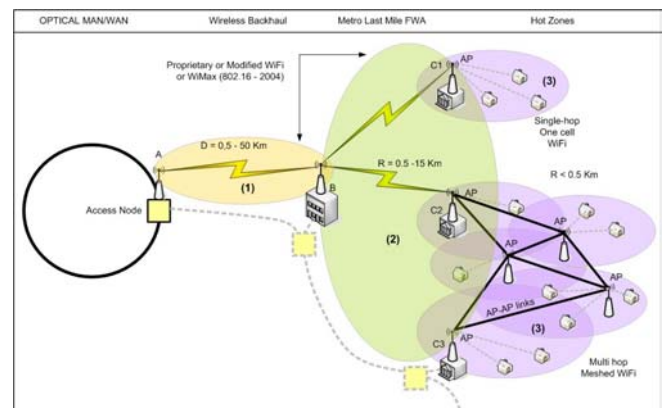 OPTICAL MAN/WAN
Wireless Backhaul
Metro Last Mile FWA
Hot Zones
Proprietary or Modified WiFi
or WiMax (802.16 - 2004)
C1
AP
(3)
Single-hop
One cell
WiFi
A
D = 0,5 - 50 Km
(1)
B
R = 0.5 -15 Km
R < 0.5 Km
Access Node
(2)
C2
AP
AP
AP
AP
AP-AP links
(3)
C3
AP
Multi hop
Meshed WiFi